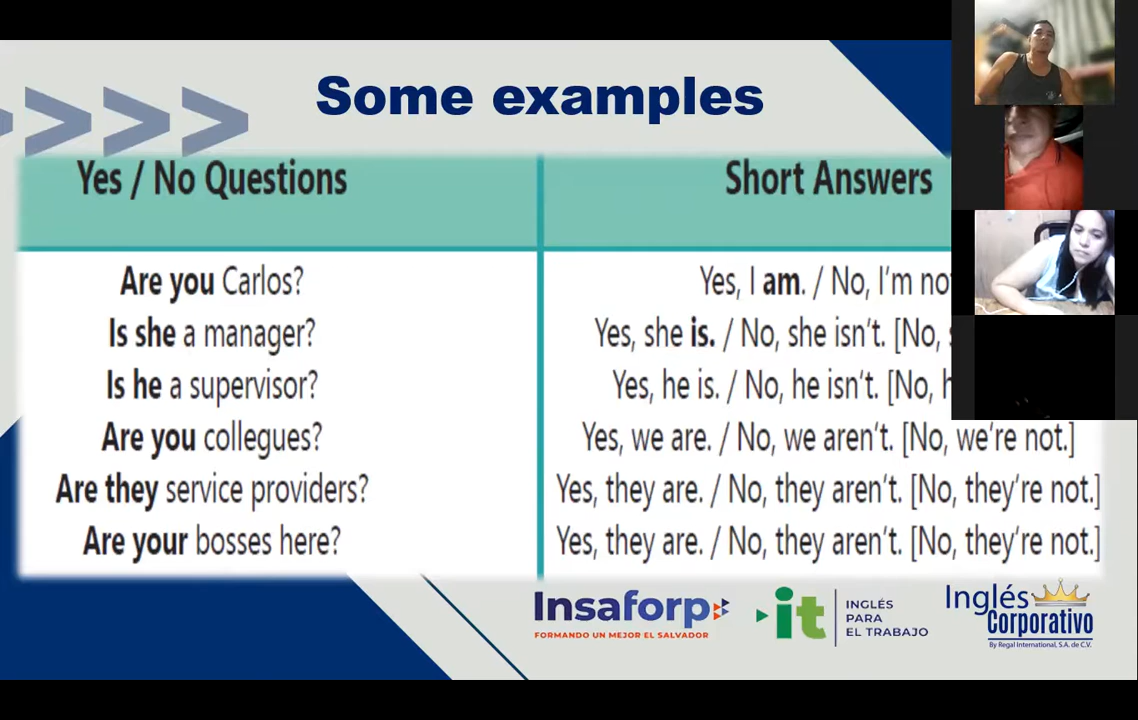 Some examples
Yes / No Questions
Short Answers
Are you Carlos?
Yes, I am. / No, I'm not
Is she a manager?
Yes, she is. / No, she isn't. [No,
Is he a supervisor?
Yes, he is. / No, he isn't. [No,
Are you collegues?
Yes, we are. / No, we aren't. [No, we're not.]
Are they service providers?
Yes, they are. / No, they aren't. [No, they're not.]
Are your bosses here?
Yes, they are. / No, they aren't. [No, they're not.]
Insaforp
FORMANDO UN MEJOR EL SALVADOR
it
INGLÉS
PARA
EL TRABAJO
Inglés
Corporativo
By Regal International, S.A. de C.V.